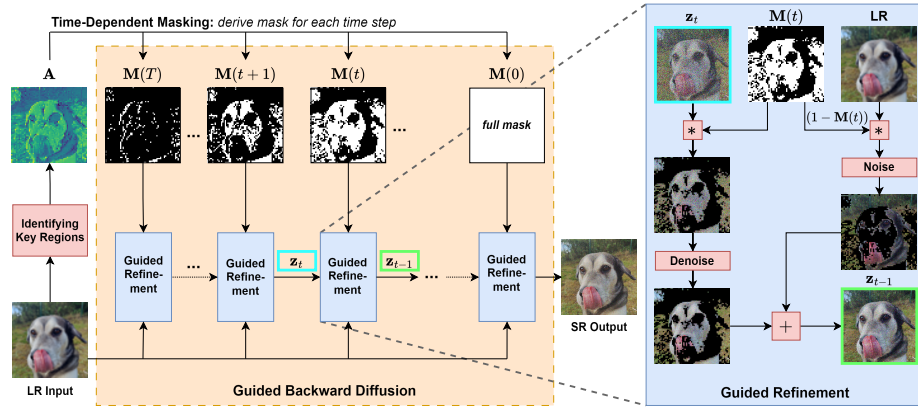 Time-Dependent Masking: derive mask for each time step
A
M(T)
M(t+1)
M(t)
M(0)
...
...
full mask
Identifying
Key Regions
Guided
Refine-
ment
...
Guided
Refine-
ment
z_t
Guided
Refine-
ment
z_{t-1}
...
Guided
Refine-
ment
LR Input
SR Output
Guided Backward Diffusion
z_t
M(t)
LR
*
(1 − M(t))
*
Noise
Denoise
z_{t-1}
+
Guided Refinement